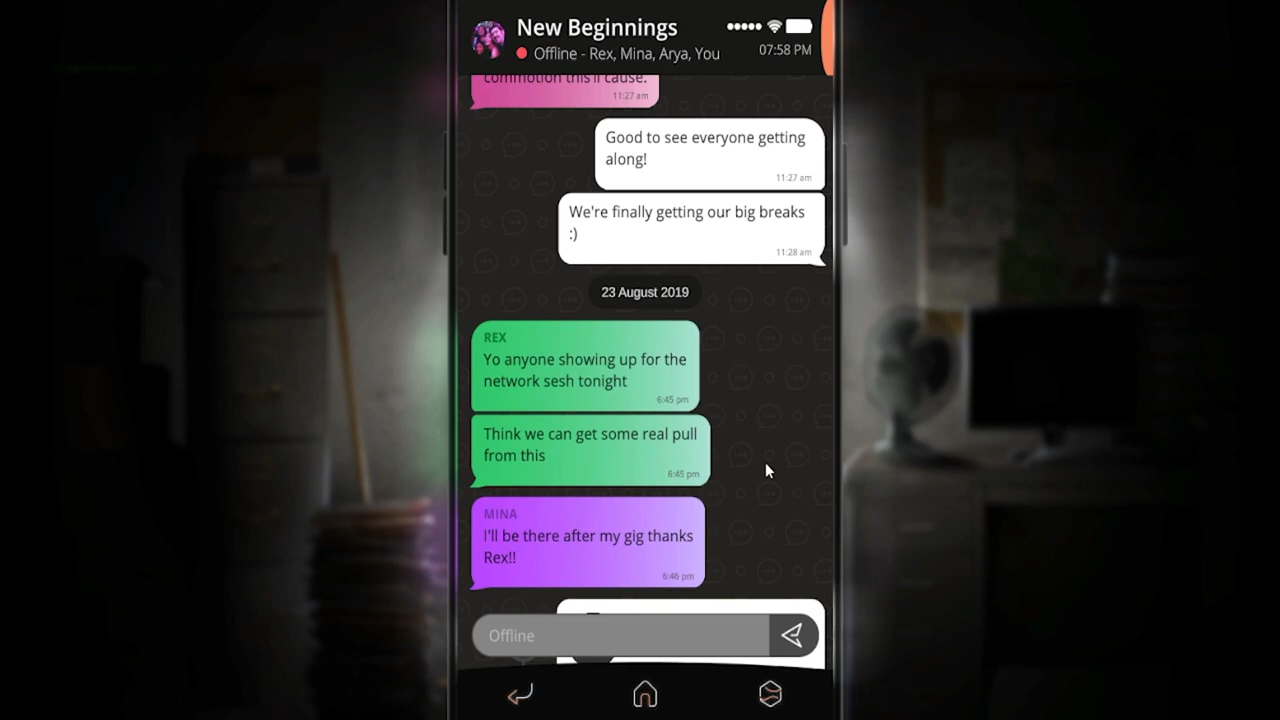 New Beginnings
Offline - Rex, Mina, Arya, You
07:58 PM
commotion this'll cause.
11:27 am
Good to see everyone getting
along!
11:27 am
We're finally getting our big breaks
:)
11:28 am
23 August 2019
REX
Yo anyone showing up for the
network sesh tonight
6:45 pm
Think we can get some real pull
from this
6:45 pm
MINA
I'll be there after my gig thanks
Rex!!
6:46 pm
Offline